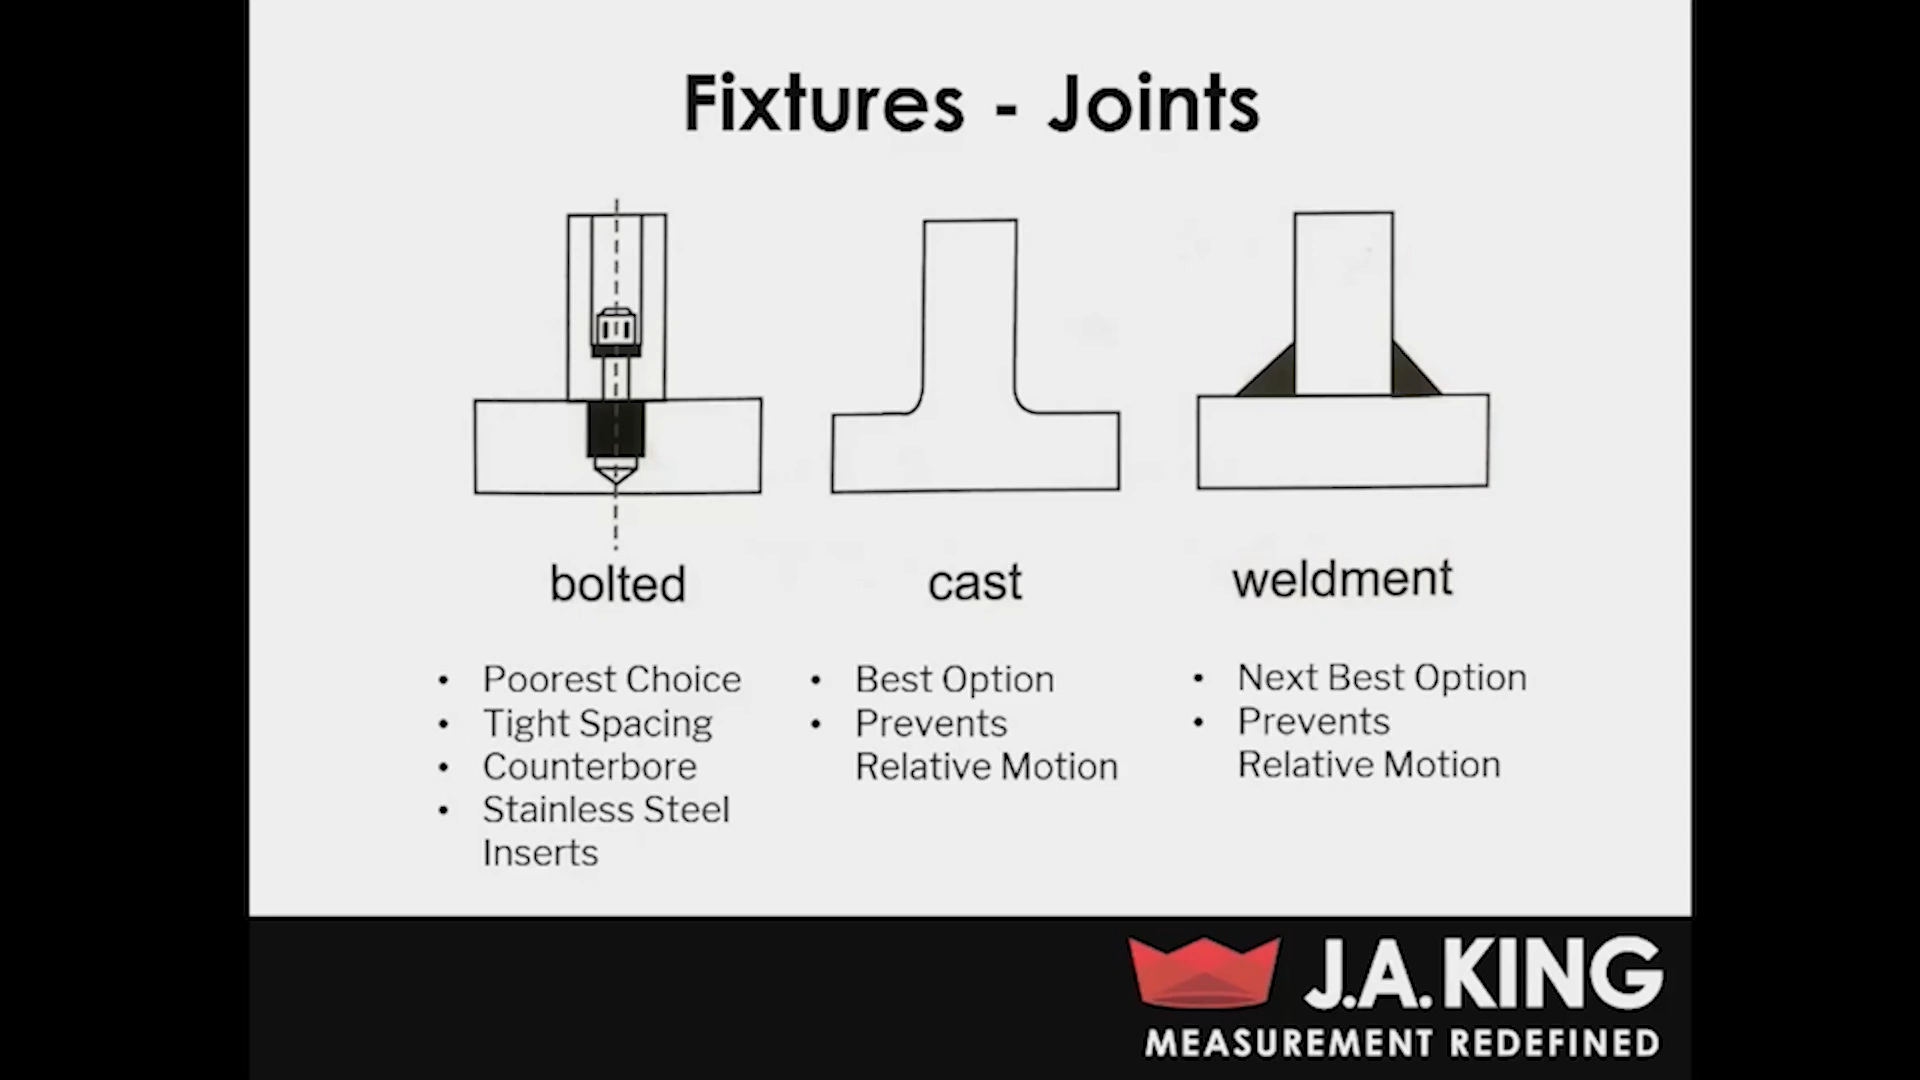 Fixtures - Joints
bolted
• Poorest Choice
• Tight Spacing
• Counterbore
• Stainless Steel
Inserts
cast
• Best Option
• Prevents
Relative Motion
weldment
• Next Best Option
• Prevents
Relative Motion
J.A. KING
MEASUREMENT REDEFINED